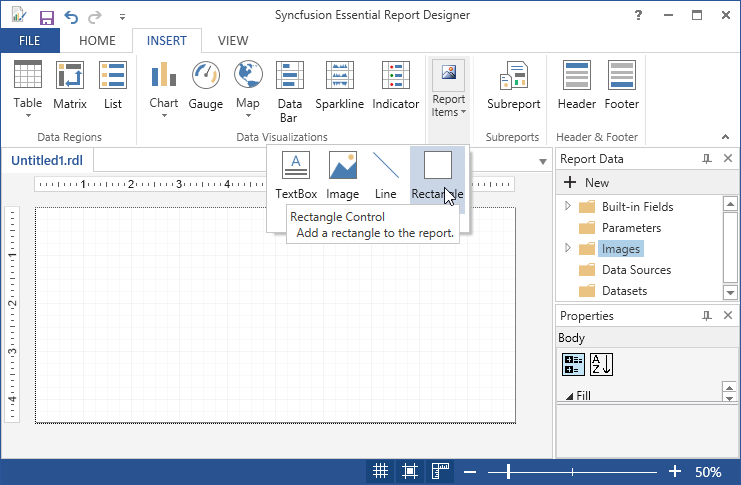 Syncfusion Essential Report Designer
?
FILE HOME INSERT VIEW
Table Matrix List Chart Gauge Map Data Bar Sparkline Indicator Report Items Subreport Header Footer
Data Regions Data Visualizations Subreports Header & Footer
Untitled1.rdl
TextBox Image Line Rectangle
Rectangle Control
Add a rectangle to the report.
1 2 3 4
1 2 3 4
Report Data
New
Built-in Fields
Parameters
Images
Data Sources
Datasets
Properties
Body
A Z
Fill
50%